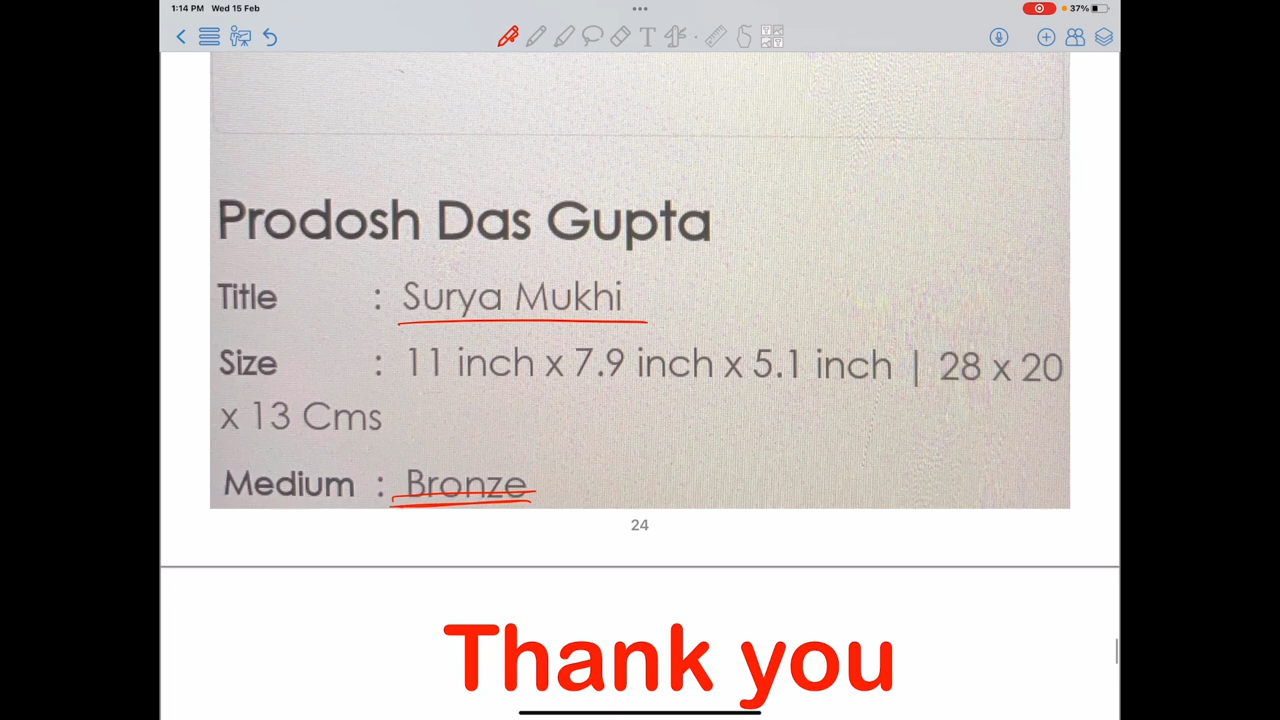 1:14 PM Wed 15 Feb
37%
Prodosh Das Gupta
Title : Surya Mukhi
Size : 11 inch x 7.9 inch x 5.1 inch | 28 x 20
x 13 Cms
Medium : Bronze
24
Thank you